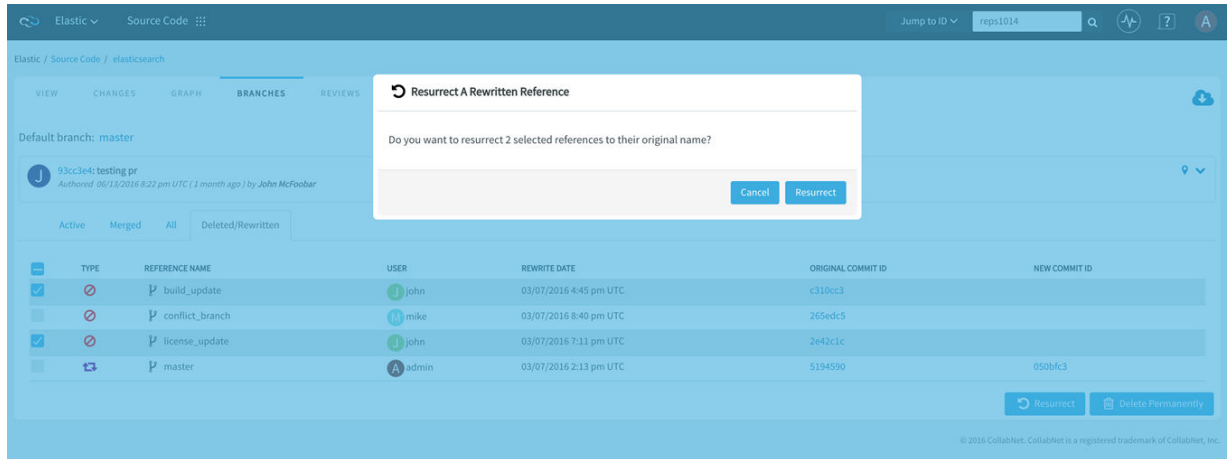 Elastic Source Code Jump to ID reps1014 ? A
Elastic / Source Code / elasticsearch
VIEW CHANGES GRAPH BRANCHES REVIEWS
Resurrect A Rewritten Reference
Do you want to resurrect 2 selected references to their original name?
Cancel Resurrect
Default branch: master
J 93cc3e4: testing pr
Authored 06/13/2016 8:22 pm UTC ( 1 month ago ) by John McFoobar
Active Merged All Deleted/Rewritten
TYPE REFERENCE NAME USER REWRITE DATE ORIGINAL COMMIT ID NEW COMMIT ID
build_update J john 03/07/2016 4:45 pm UTC c310cc3
conflict_branch M mike 03/07/2016 8:40 pm UTC 265edc5
license_update J john 03/07/2016 7:11 pm UTC 2e42c1c
master A admin 03/07/2016 2:13 pm UTC 5194590 050bfc3
Resurrect Delete Permanently
© 2016 CollabNet. CollabNet is a registered trademark of CollabNet, Inc.